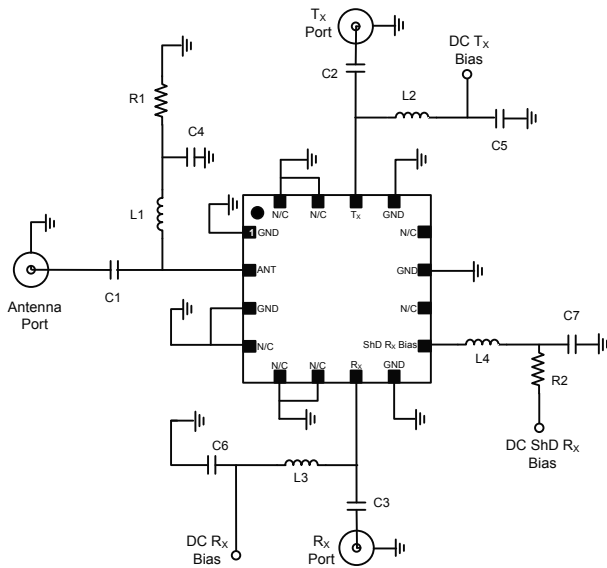 TX
Port
DC TX
Bias
C2
L2
C5
R1
C4
L1
N/C
N/C
TX
GND
1
GND
N/C
ANT
GND
C1
Antenna
Port
GND
N/C
N/C
ShD RX Bias
N/C
N/C
RX
GND
C7
L4
R2
DC ShD RX
Bias
C6
L3
C3
DC RX
Bias
RX
Port